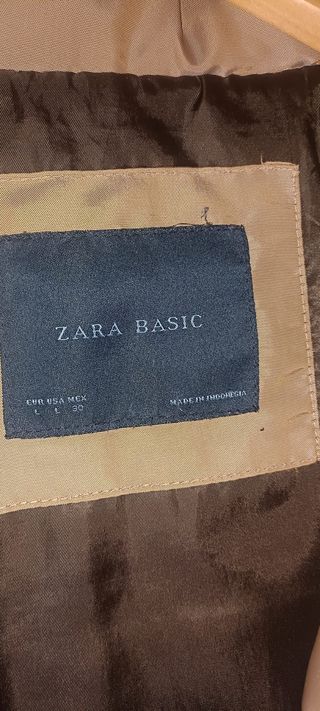 ZARA BASIC
EUR USA MEX
L L 30
MADE IN INDONESIA